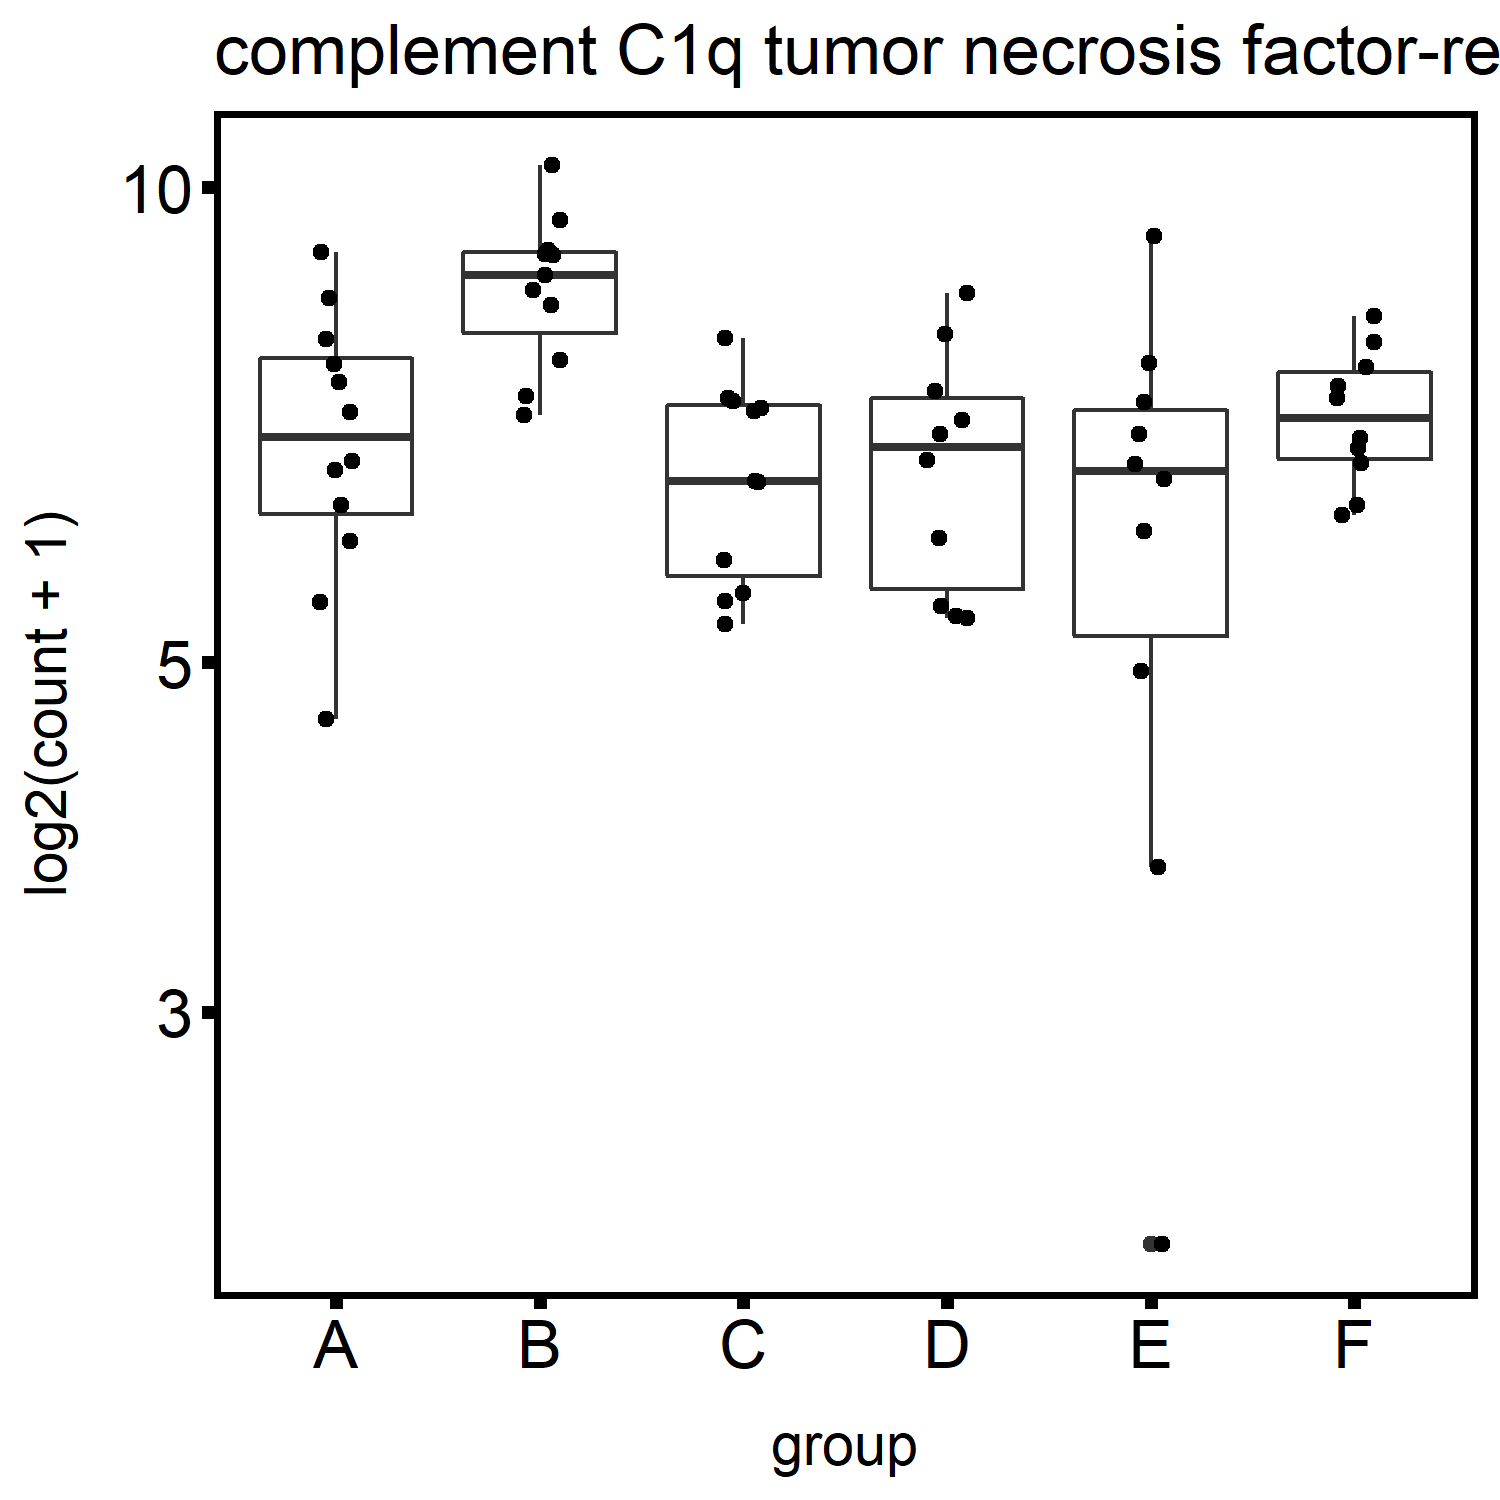 complement C1q tumor necrosis factor-re
10
5
3
log2(count + 1)
A B C D E F
group